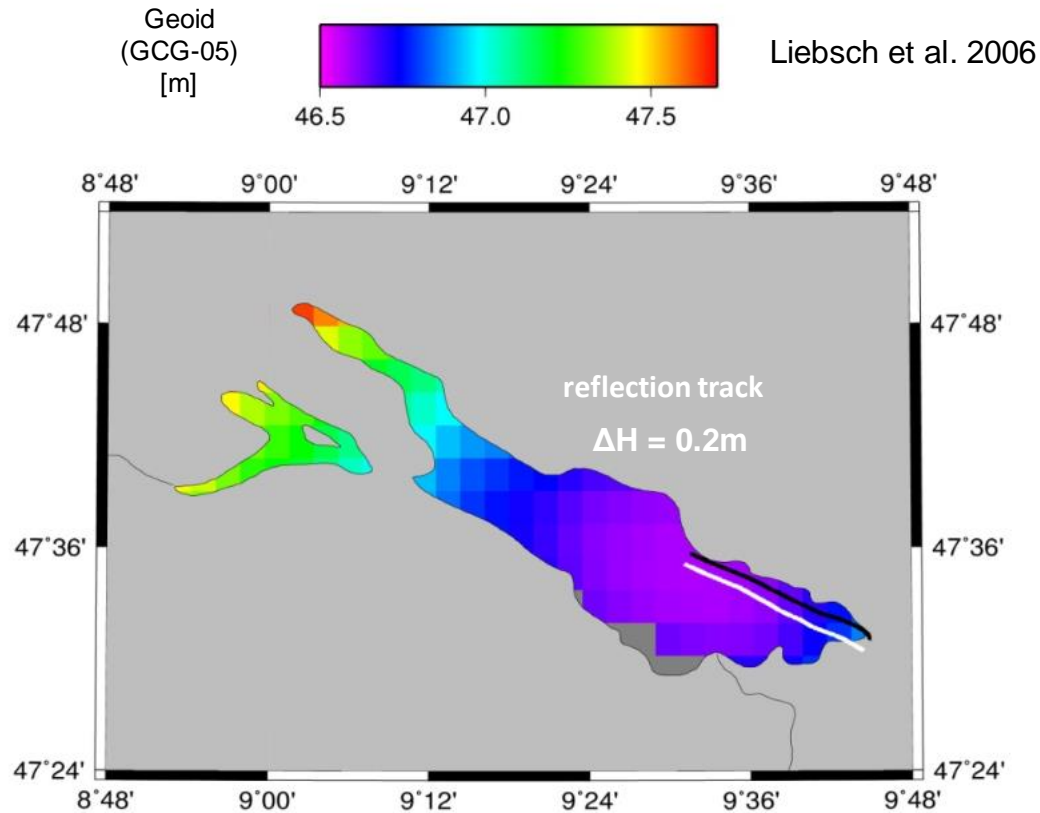 Geoid
(GCG-05)
[m]
Liebsch et al. 2006
46.5 47.0 47.5
8˚48' 9˚00' 9˚12' 9˚24' 9˚36' 9˚48'
47˚48' 47˚48'
reflection track
ΔH = 0.2m
47˚36' 47˚36'
47˚24' 47˚24'
8˚48' 9˚00' 9˚12' 9˚24' 9˚36' 9˚48'